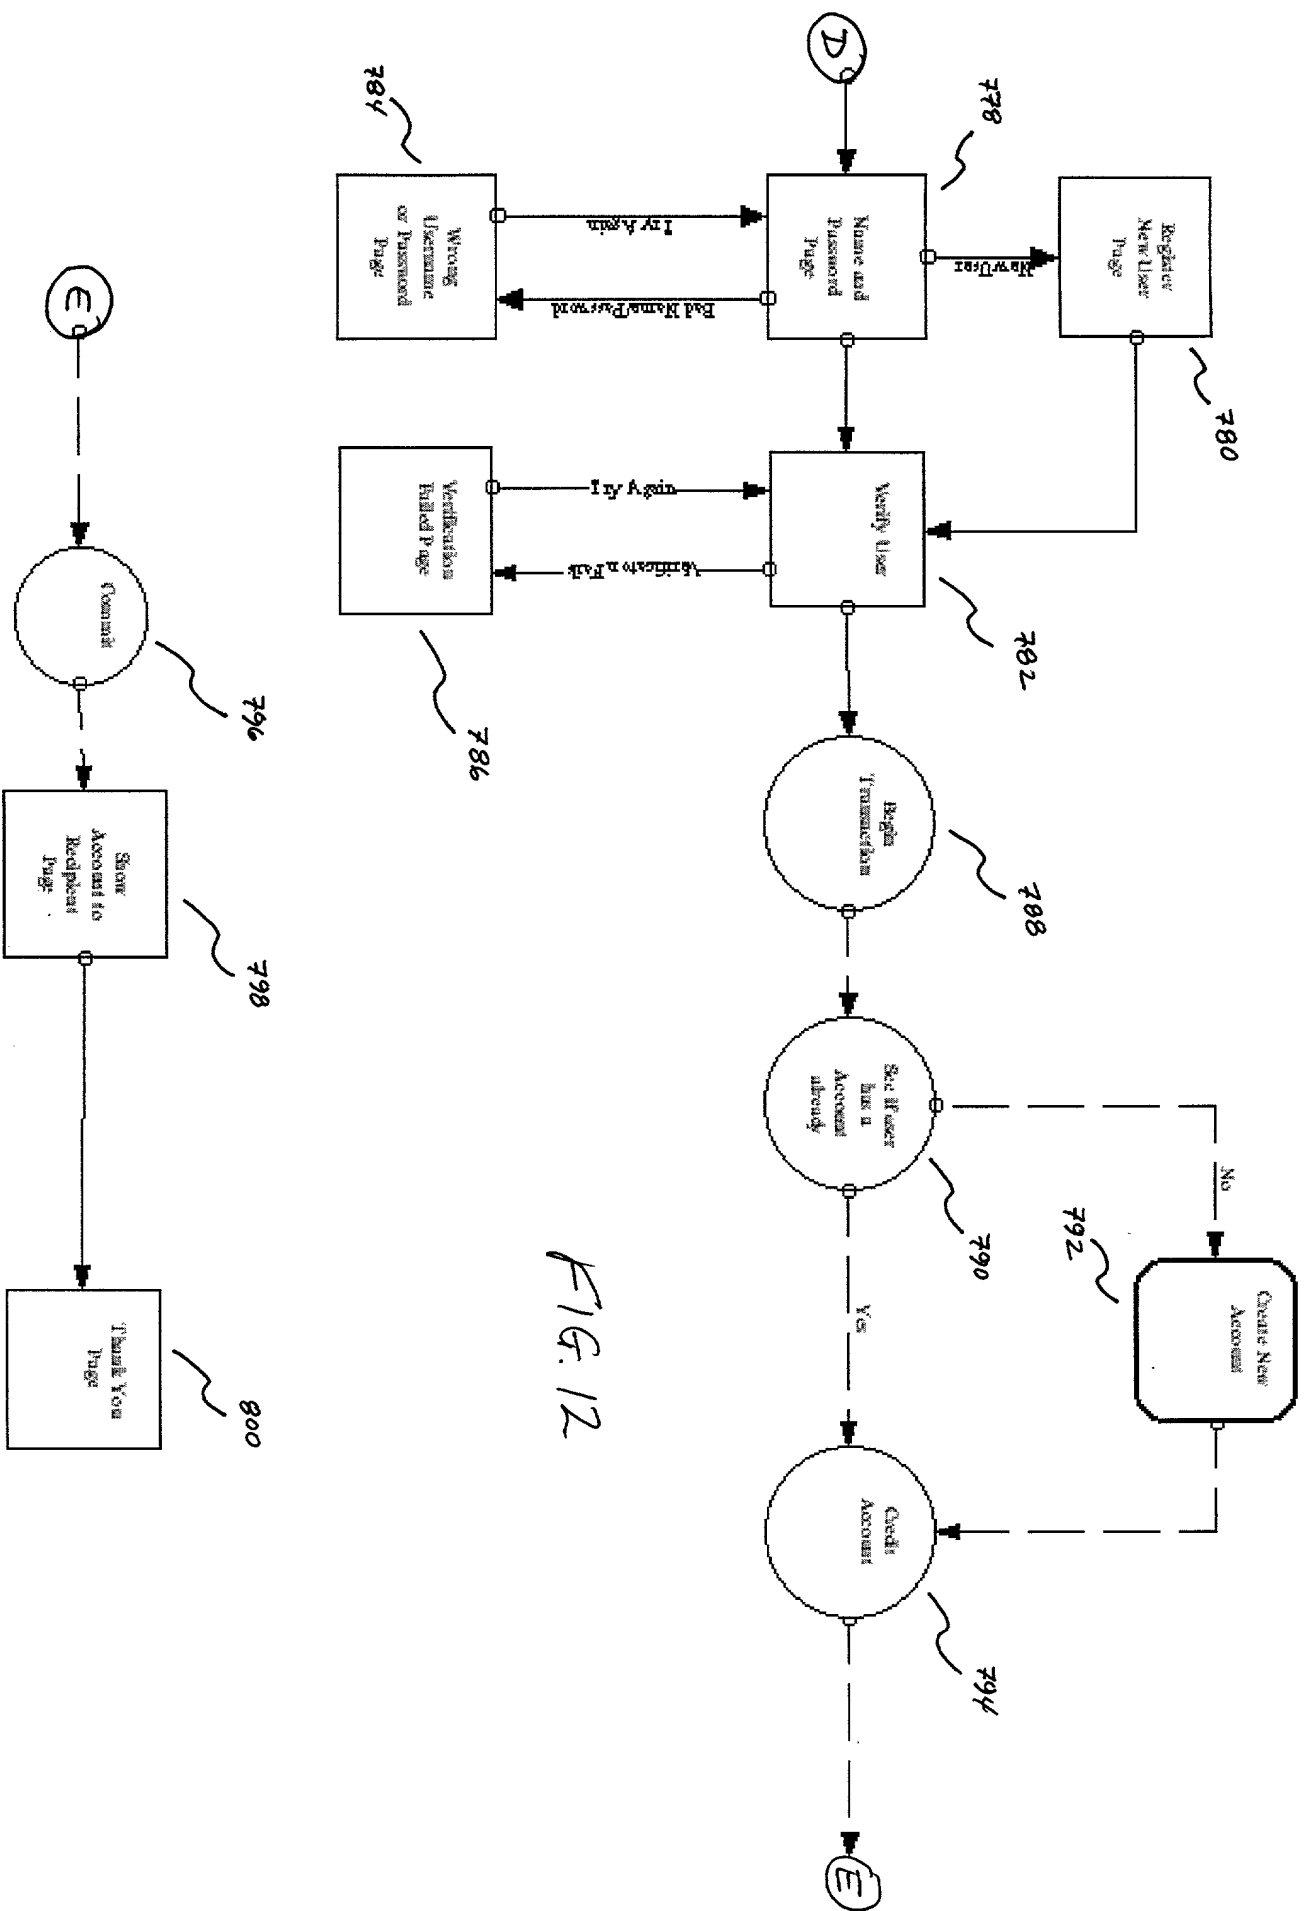 D
778
Name and
Password
Page
New User
Register
New User
Page
780
784
Wrong
Username
or Password
Page
Try Again
Bad Name/Password
Verify User
782
Verification
Failed Page
786
Try Again
Verification Fails
Begin
Transaction
788
See if user
has a
Account
already
790
No
Yes
792
Create New
Account
Credit
Account
794
E
FIG. 12
E
Commit
796
Show
Account to
Recipient
Page
798
Thank You
Page
800